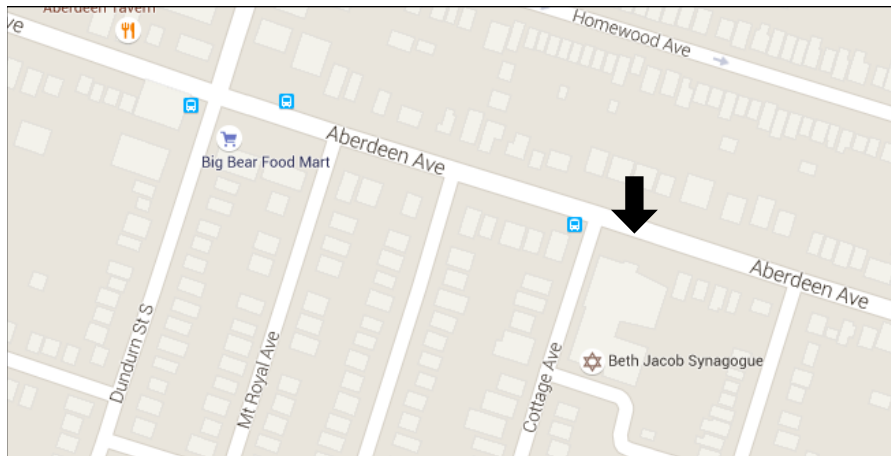 Aberdeen Tavern
ve
Homewood Ave
Aberdeen Ave
Big Bear Food Mart
Aberdeen Ave
Dundurn St S
Mt Royal Ave
Cottage Ave
Beth Jacob Synagogue